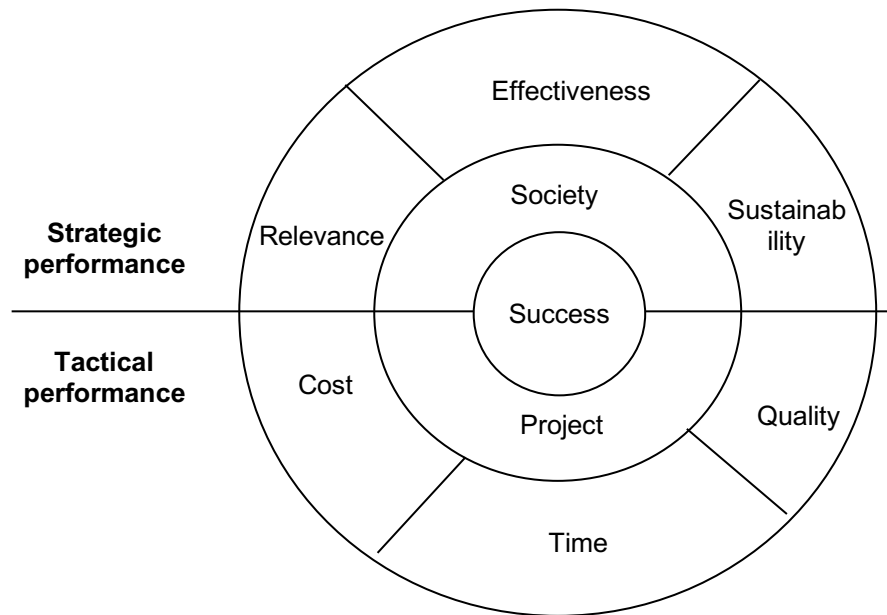 Effectiveness
Society
Sustainab
ility
Strategic
performance
Relevance
Success
Tactical
performance
Cost
Project
Quality
Time